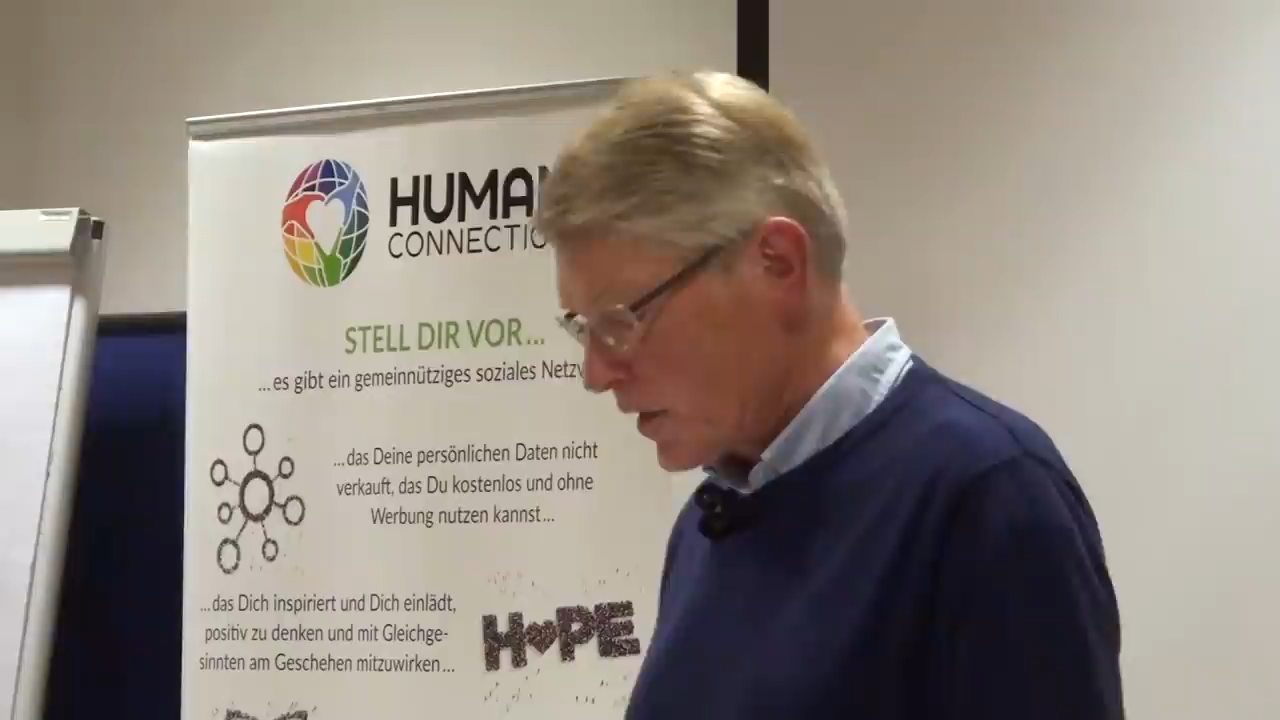 HUMA
CONNECTIO
STELL DIR VOR...
...es gibt ein gemeinnütziges soziales Netzw
...das Deine persönlichen Daten nicht
verkauft, das Du kostenlos und ohne
Werbung nutzen kannst...
...das Dich inspiriert und Dich einlädt,
positiv zu denken und mit Gleichge-
sinnten am Geschehen mitzuwirken...
HOPE